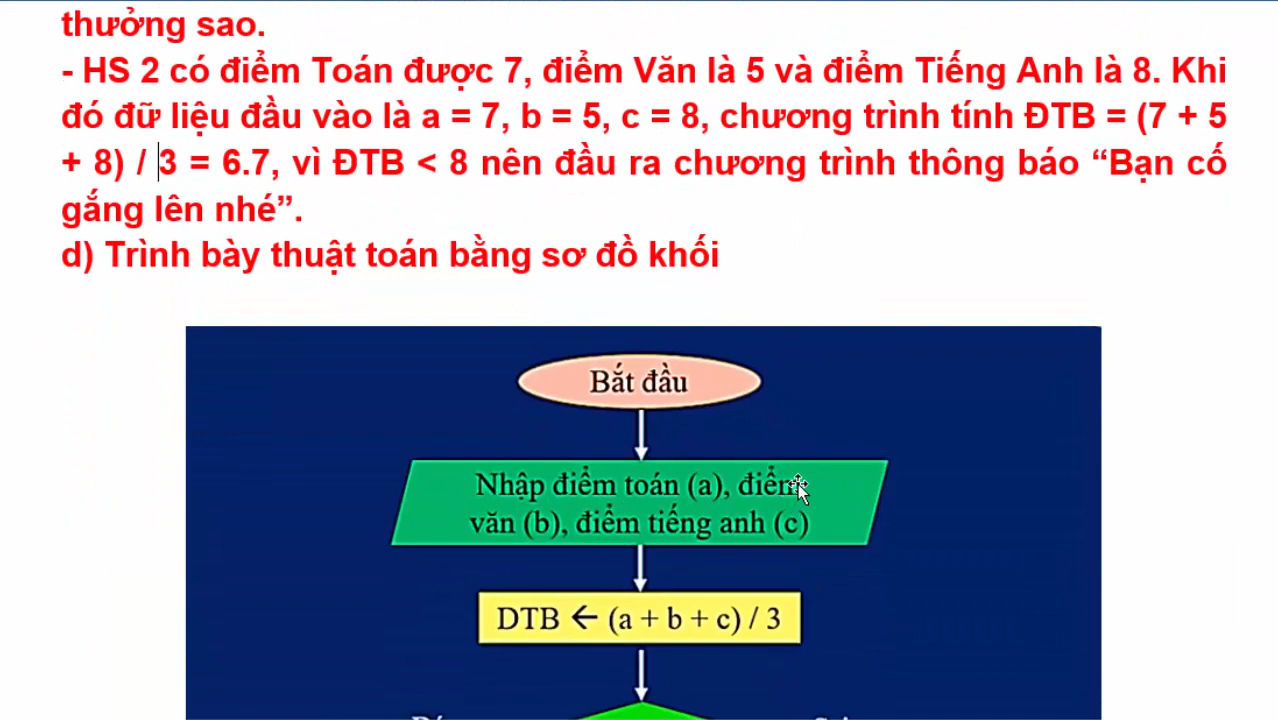 thưởng sao.
- HS 2 có điểm Toán được 7, điểm Văn là 5 và điểm Tiếng Anh là 8. Khi
đó đữ liệu đầu vào là a = 7, b = 5, c = 8, chương trình tính ĐTB = (7 + 5
+ 8) / 3 = 6.7, vì ĐTB < 8 nên đầu ra chương trình thông báo “Bạn cố
gắng lên nhé”.
d) Trình bày thuật toán bằng sơ đồ khối
Bắt đầu
Nhập điểm toán (a), điểm
văn (b), điểm tiếng anh (c)
DTB ← (a + b + c) / 3